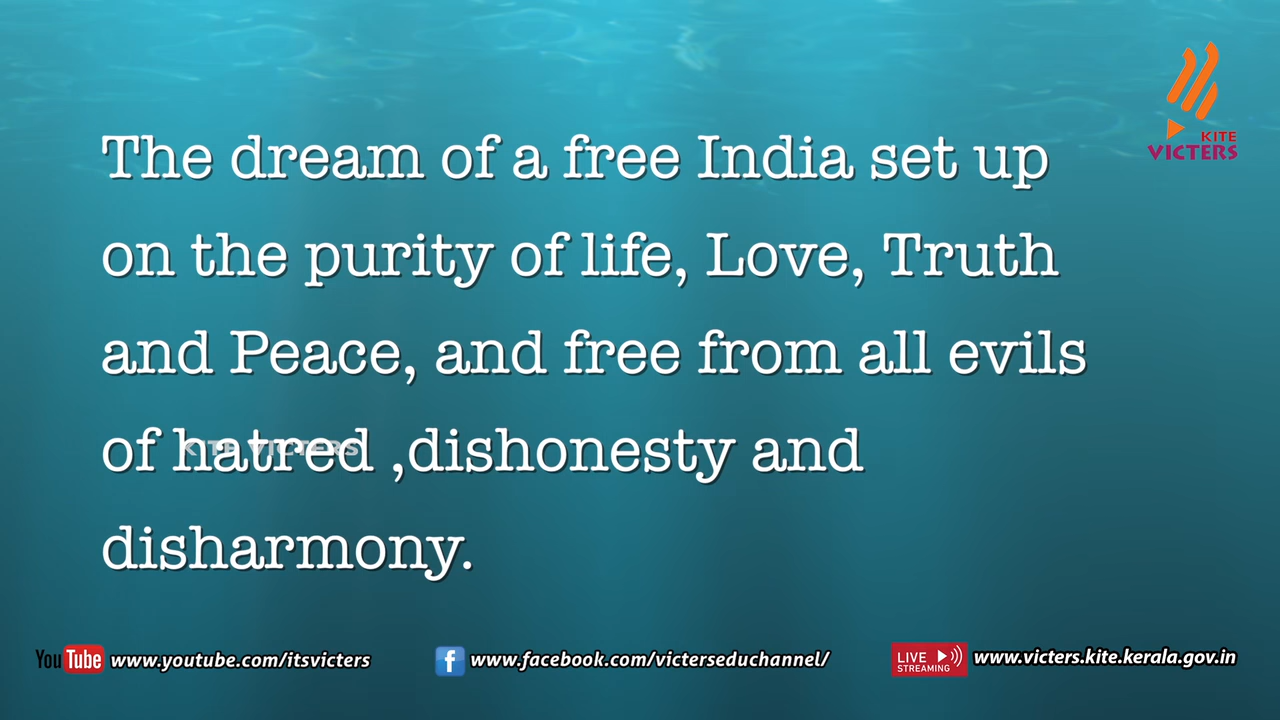 The dream of a free India set up
on the purity of life, Love, Truth
and Peace, and free from all evils
of hatred ,dishonesty and
disharmony.
KITE VICTERS
KITE
VICTERS
YouTube www.youtube.com/itsvicters
f www.facebook.com/victerseduchannel/
LIVE
STREAMING
www.victers.kite.kerala.gov.in